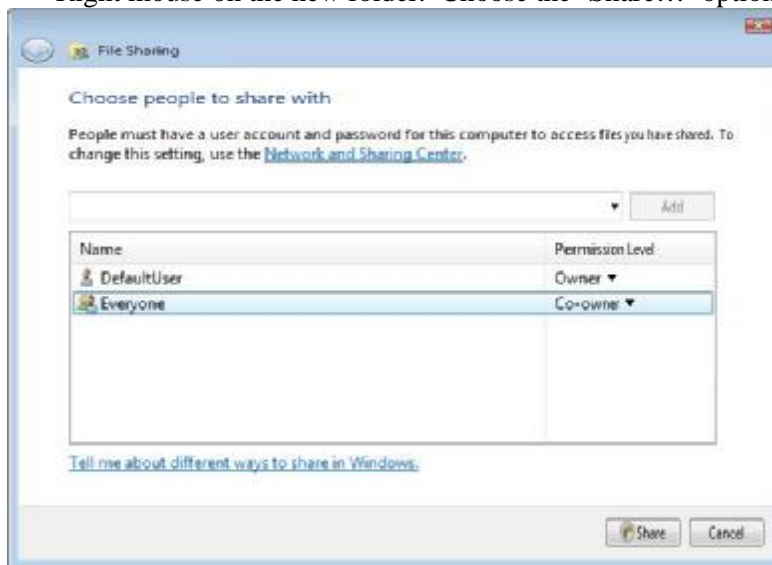 Right mouse on the new folder. Choose the "Share…" option
File Sharing
Choose people to share with
People must have a user account and password for this computer to access files you have shared. To
change this setting, use the Network and Sharing Center.
Add
Name Permission Level
DefaultUser Owner
Everyone Co-owner
Tell me about different ways to share in Windows.
Share Cancel